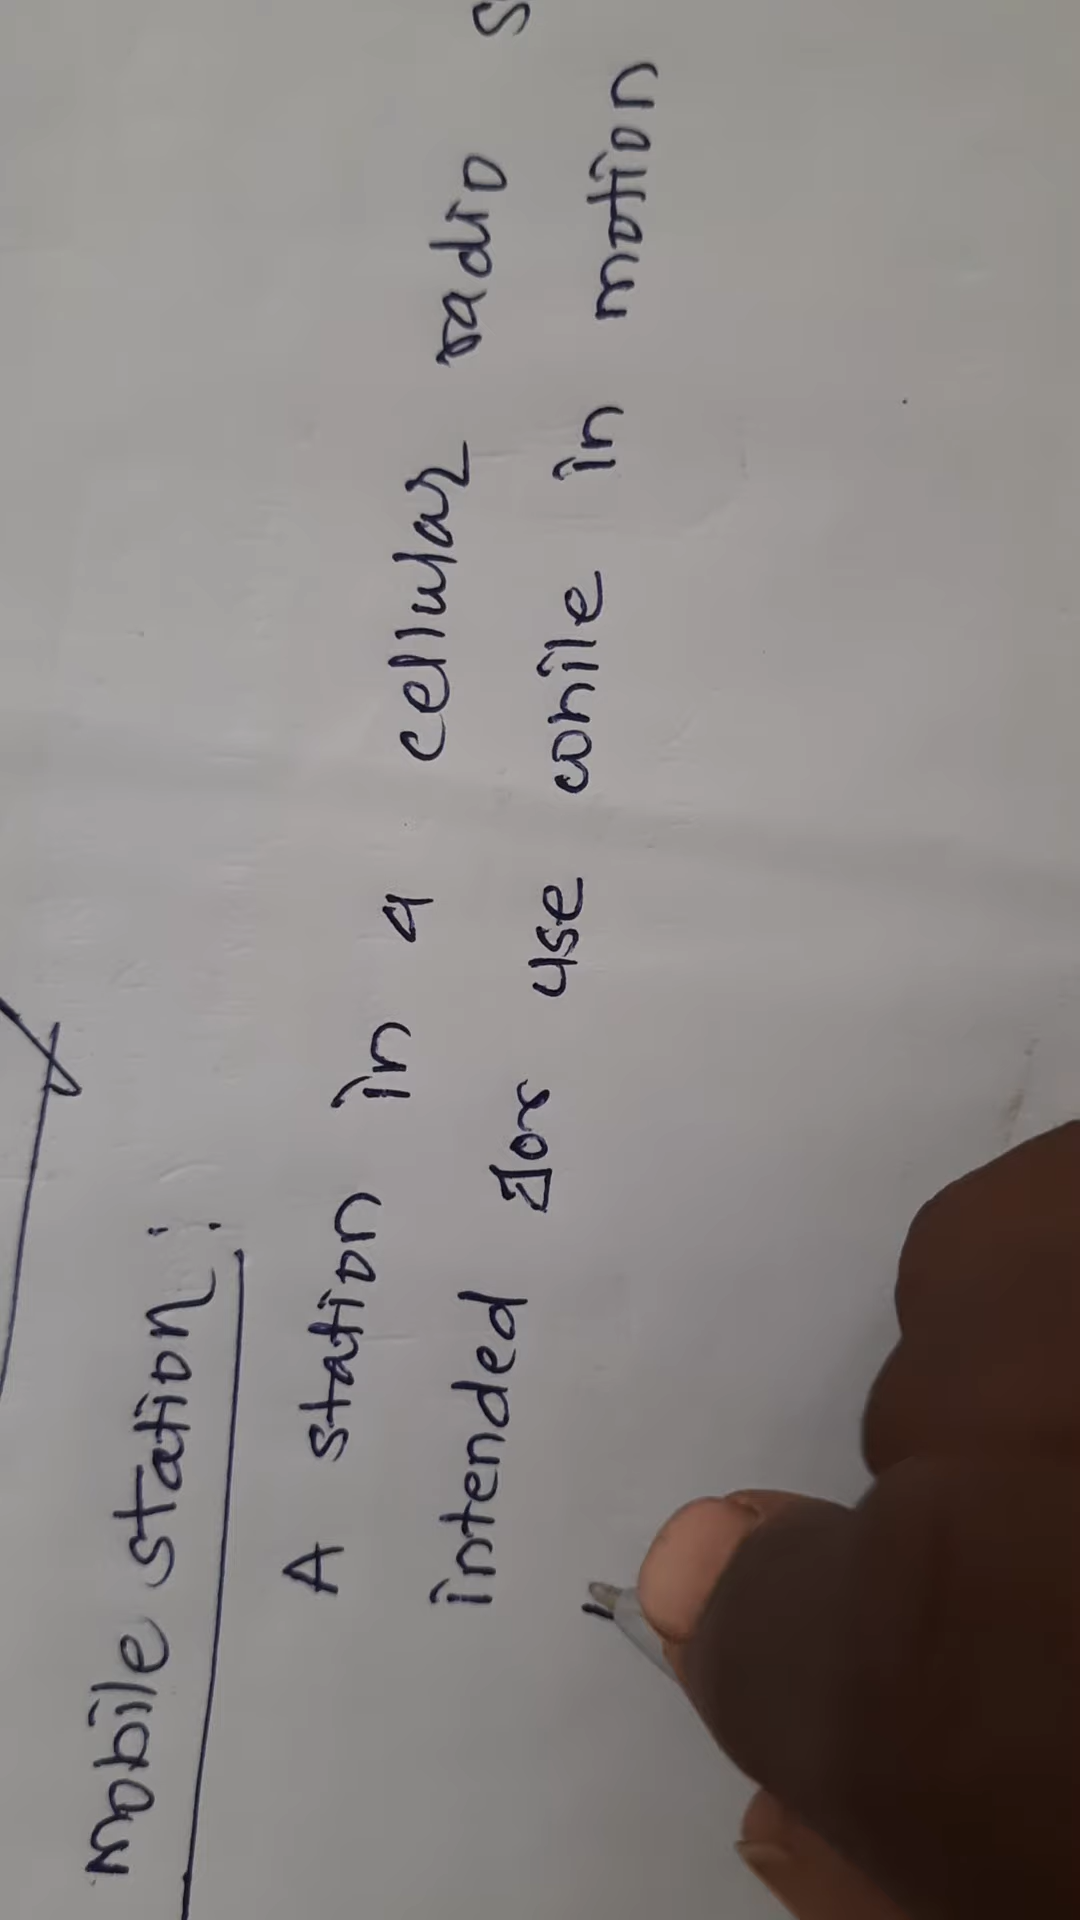 Mobile station:
A station in a cellular radio s
intended for use while in motion